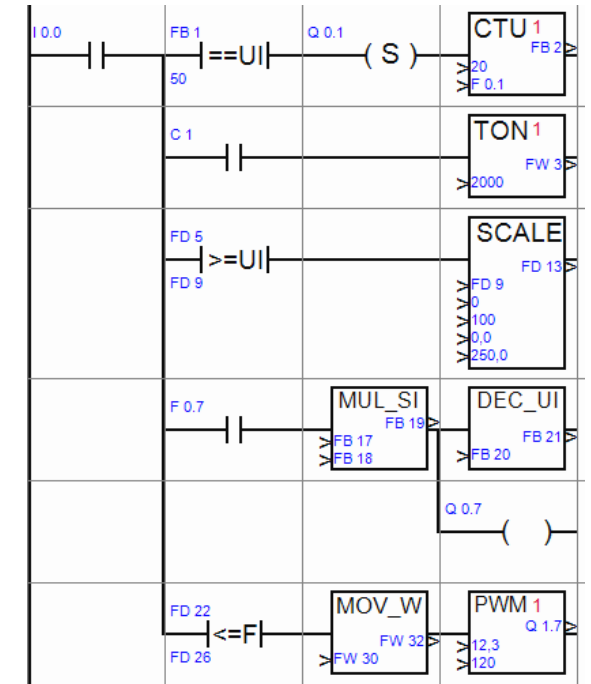 I 0.0
FB 1
==UI
50
Q 0.1
( S )
CTU 1
FB 2
20
F 0.1
C 1
TON 1
FW 3
2000
FD 5
>=UI
FD 9
SCALE
FD 13
FD 9
0
100
0,0
250,0
F 0.7
MUL_SI
FB 19
FB 17
FB 18
DEC_UI
FB 21
FB 20
Q 0.7
( )
FD 22
<=F
FD 26
MOV_W
FW 32
FW 30
PWM 1
Q 1.7
12,3
120